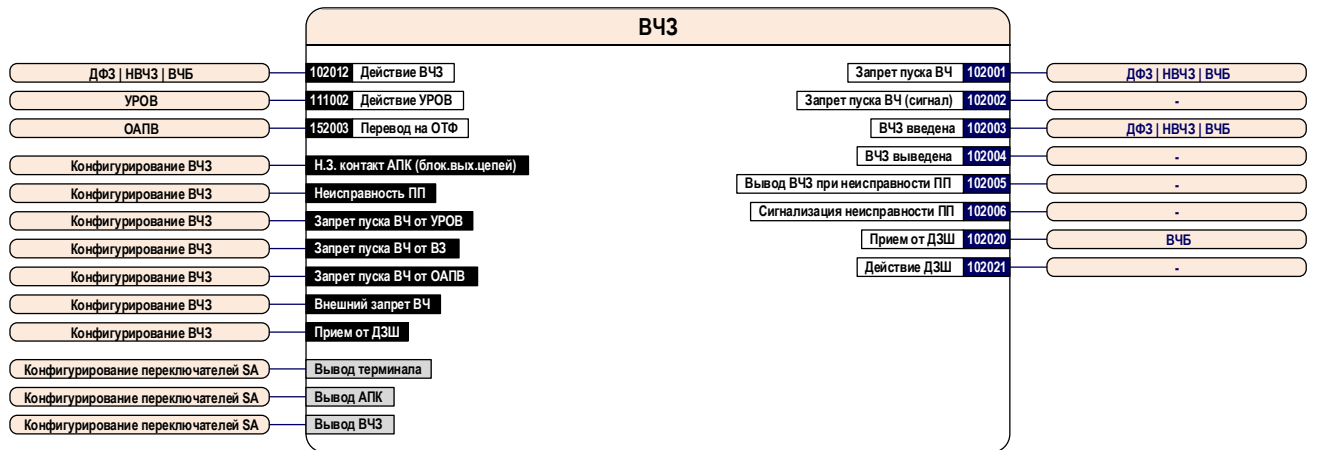 ВЧЗ
ДФЗ | НВЧЗ | ВЧБ 102012 Действие ВЧЗ
УРОВ 111002 Действие УРОВ
ОАПВ 152003 Перевод на ОТФ
Конфигурирование ВЧЗ Н.З. контакт АПК (блок.вых.цепей)
Конфигурирование ВЧЗ Неисправность ПП
Конфигурирование ВЧЗ Запрет пуска ВЧ от УРОВ
Конфигурирование ВЧЗ Запрет пуска ВЧ от ВЗ
Конфигурирование ВЧЗ Запрет пуска ВЧ от ОАПВ
Конфигурирование ВЧЗ Внешний запрет ВЧ
Конфигурирование ВЧЗ Прием от ДЗШ
Конфигурирование переключателей SA Вывод терминала
Конфигурирование переключателей SA Вывод АПК
Конфигурирование переключателей SA Вывод ВЧЗ
Запрет пуска ВЧ 102001 ДФЗ | НВЧЗ | ВЧБ
Запрет пуска ВЧ (сигнал) 102002 -
ВЧЗ введена 102003 ДФЗ | НВЧЗ | ВЧБ
ВЧЗ выведена 102004 -
Вывод ВЧЗ при неисправности ПП 102005 -
Сигнализация неисправности ПП 102006 -
Прием от ДЗШ 102020 ВЧБ
Действие ДЗШ 102021 -